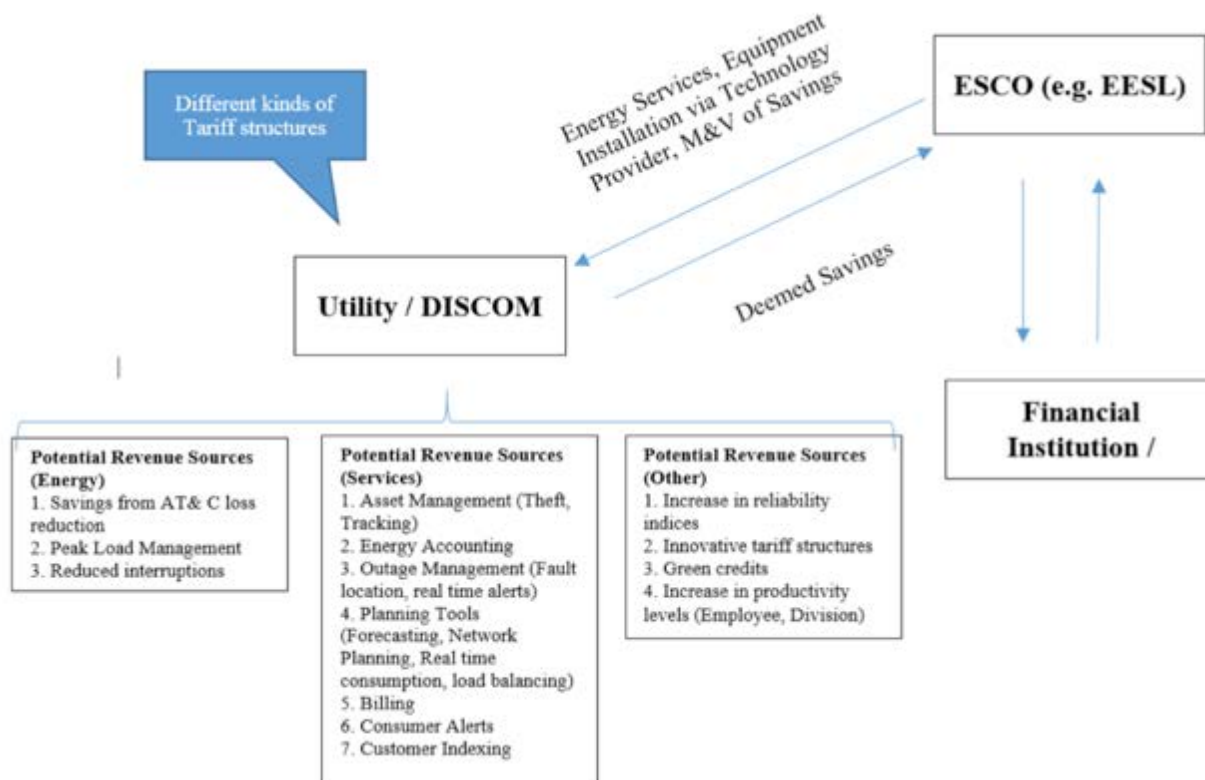 Different kinds of
Tariff structures
Energy Services, Equipment
Installation via Technology
Provider, M&V of Savings
ESCO (e.g. EESL)
Deemed Savings
Utility / DISCOM
Financial
Institution /
Potential Revenue Sources
(Energy)
1. Savings from AT& C loss
reduction
2. Peak Load Management
3. Reduced interruptions
Potential Revenue Sources
(Services)
1. Asset Management (Theft,
Tracking)
2. Energy Accounting
3. Outage Management (Fault
location, real time alerts)
4. Planning Tools
(Forecasting, Network
Planning, Real time
consumption, load balancing)
5. Billing
6. Consumer Alerts
7. Customer Indexing
Potential Revenue Sources
(Other)
1. Increase in reliability
indices
2. Innovative tariff structures
3. Green credits
4. Increase in productivity
levels (Employee, Division)